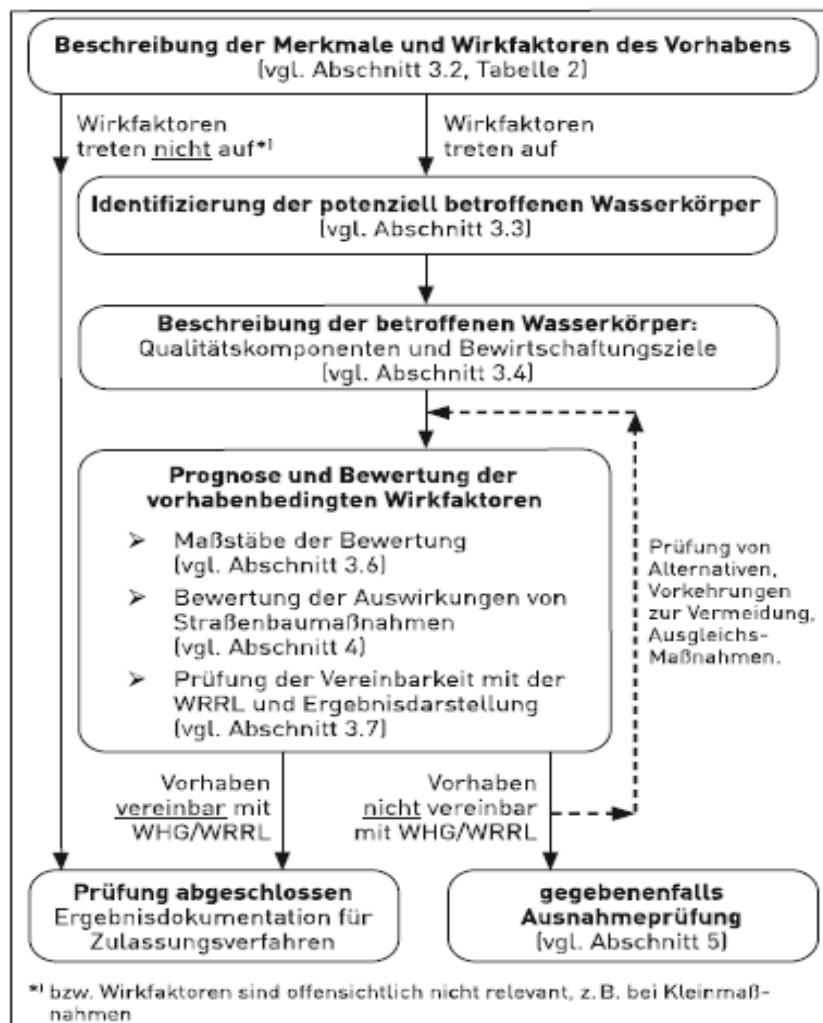 Beschreibung der Merkmale und Wirkfaktoren des Vorhabens
(vgl. Abschnitt 3.2, Tabelle 2)
Wirkfaktoren
treten nicht auf*)
Wirkfaktoren
treten auf
Identifizierung der potenziell betroffenen Wasserkörper
(vgl. Abschnitt 3.3)
Beschreibung der betroffenen Wasserkörper:
Qualitätskomponenten und Bewirtschaftungsziele
(vgl. Abschnitt 3.4)
Prognose und Bewertung der
vorhabenbedingten Wirkfaktoren
➢ Maßstäbe der Bewertung
(vgl. Abschnitt 3.6)
➢ Bewertung der Auswirkungen von
Straßenbaumaßnahmen
(vgl. Abschnitt 4)
➢ Prüfung der Vereinbarkeit mit der
WRRL und Ergebnisdarstellung
(vgl. Abschnitt 3.7)
Prüfung von
Alternativen,
Vorkehrungen
zur Vermeidung,
Ausgleichs-
Maßnahmen.
Vorhaben
vereinbar mit
WHG/WRRL
Vorhaben
nicht vereinbar
mit WHG/WRRL
Prüfung abgeschlossen
Ergebnisdokumentation für
Zulassungsverfahren
gegebenenfalls
Ausnahmeprüfung
(vgl. Abschnitt 5)
*) bzw. Wirkfaktoren sind offensichtlich nicht relevant, z. B. bei Kleinmaß-
nahmen